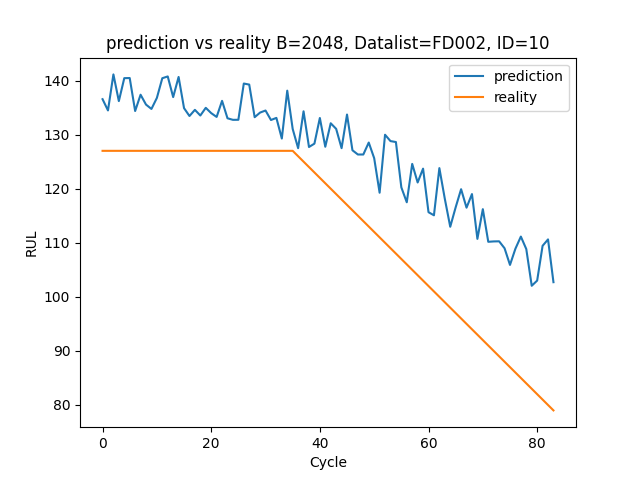 prediction vs reality B=2048, Datalist=FD002, ID=10
prediction
reality
140
130
120
110
100
90
80
RUL
0 20 40 60 80
Cycle